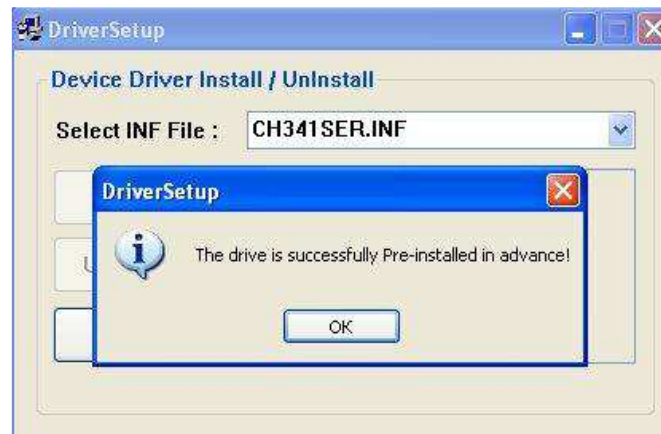 DriverSetup
Device Driver Install / UnInstall
Select INF File :
CH341SER.INF
DriverSetup
The drive is successfully Pre-installed in advance!
OK